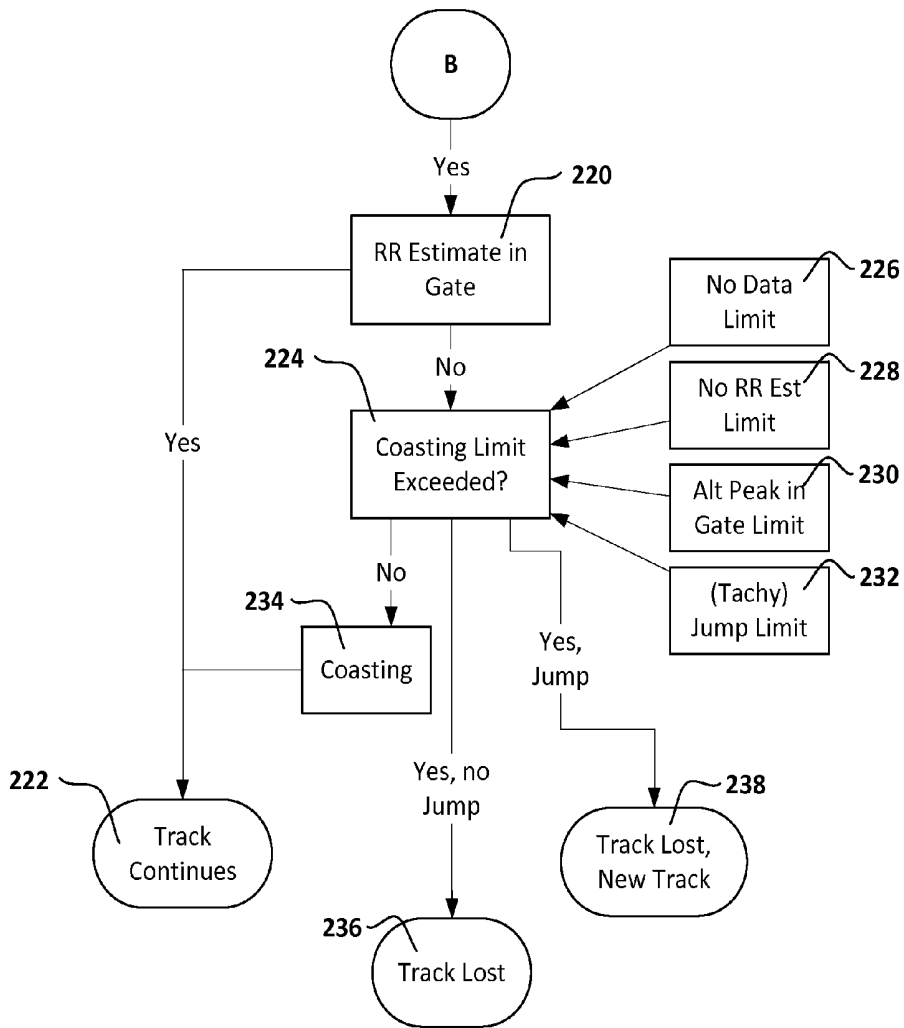 B
Yes
220
RR Estimate in
Gate
226
No Data
Limit
224
No
228
No RR Est
Limit
Yes
Coasting Limit
Exceeded?
230
Alt Peak in
Gate Limit
No
232
(Tachy)
Jump Limit
234
Coasting
Yes,
Jump
222
Yes, no
Jump
238
Track
Continues
Track Lost,
New Track
236
Track Lost